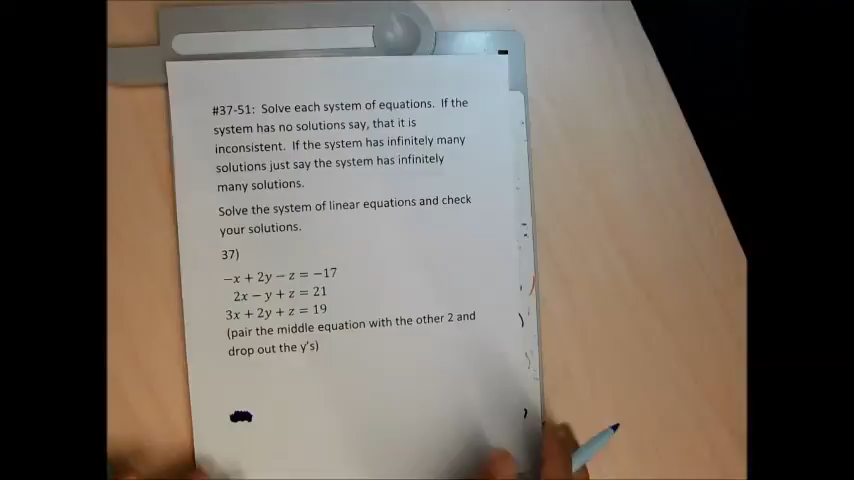 #37-51: Solve each system of equations. If the
system has no solutions say, that it is
inconsistent. If the system has infinitely many
solutions just say the system has infinitely
many solutions.
Solve the system of linear equations and check
your solutions.
37)
−x + 2y − z = −17
2x − y + z = 21
3x + 2y + z = 19
(pair the middle equation with the other 2 and
drop out the y's)